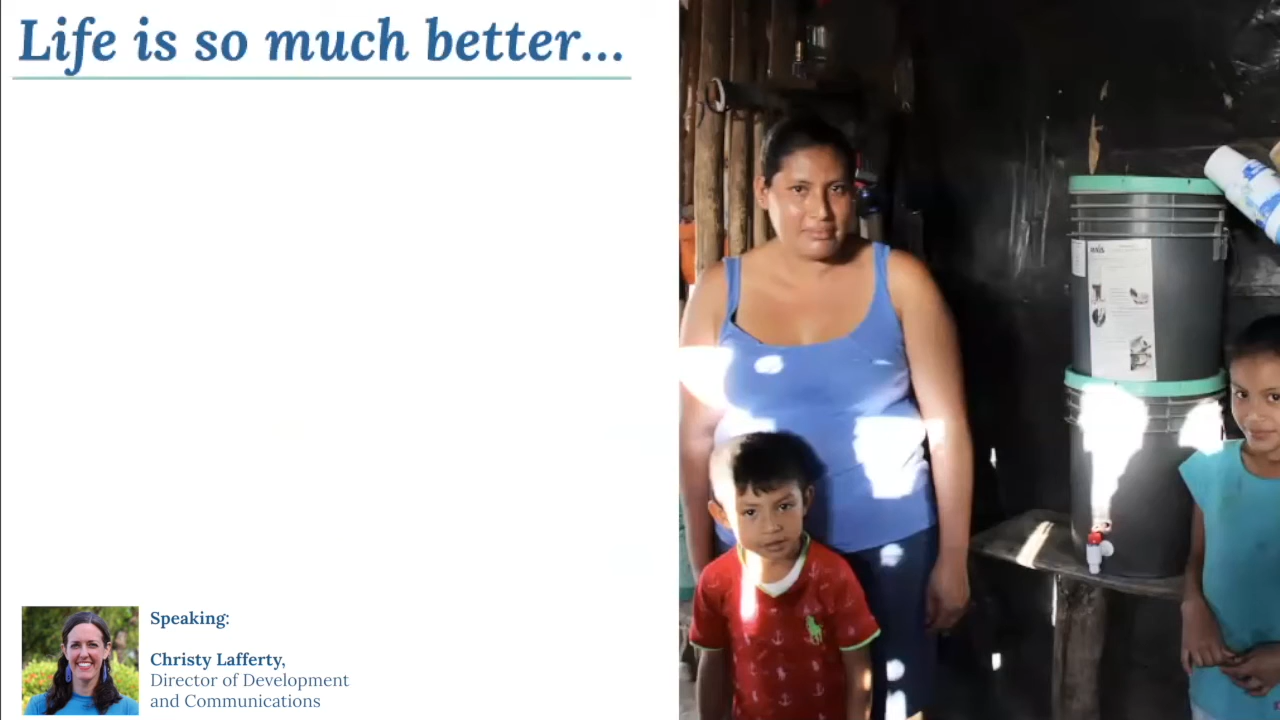 Life is so much better...
Speaking:
Christy Lafferty,
Director of Development
and Communications